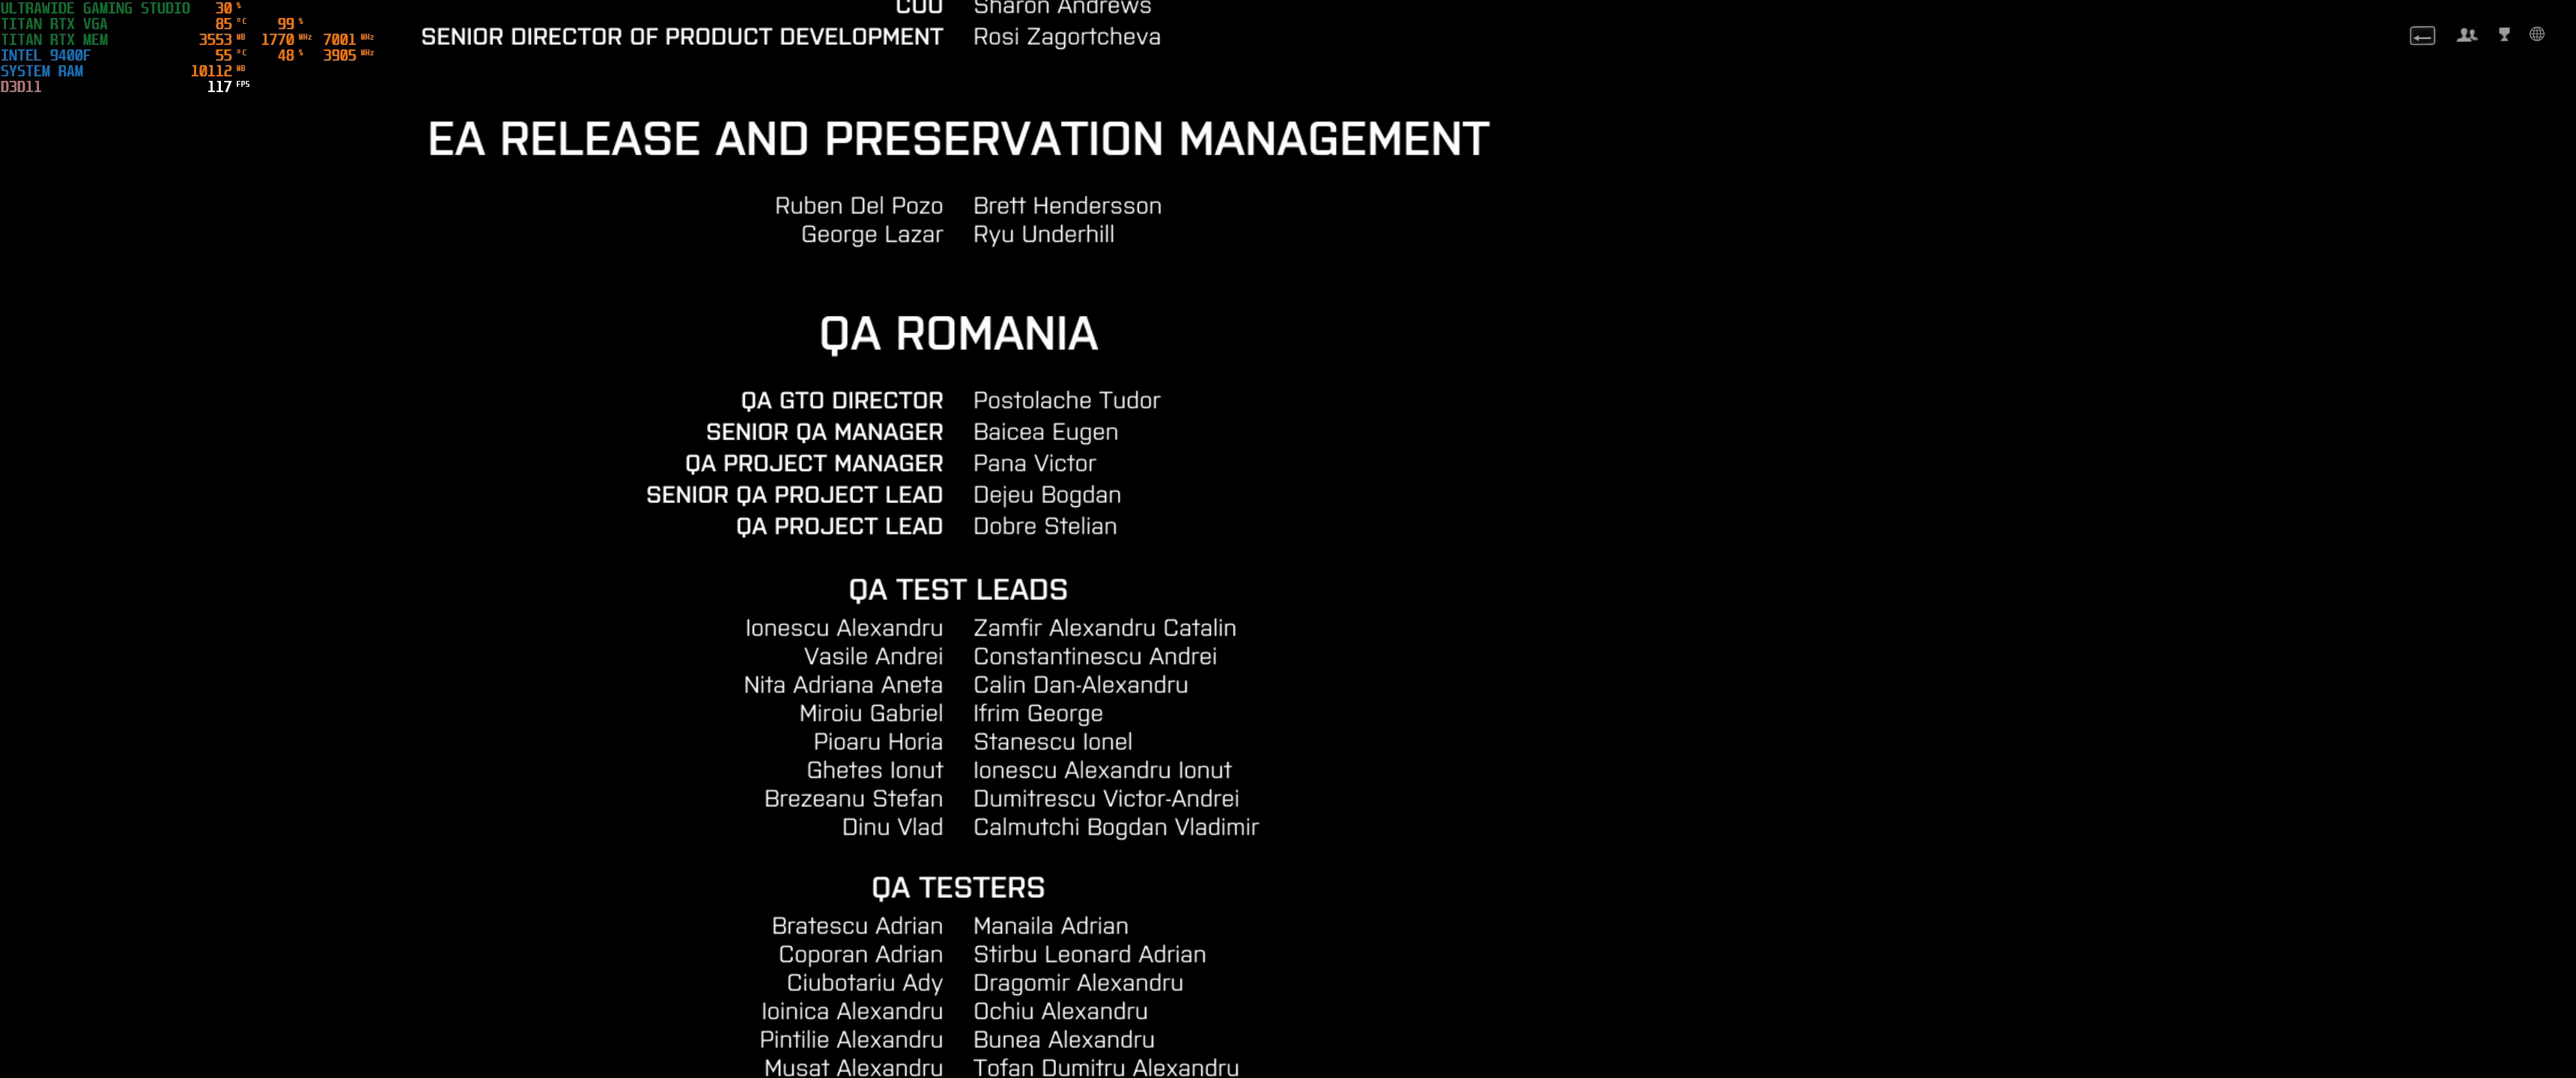 ULTRAWIDE GAMING STUDIO 30 %
TITAN RTX VGA 85 °C 99 %
TITAN RTX MEM 3553 MB 1770 MHz 7001 MHz
INTEL 9400F 55 °C 48 % 3905 MHz
SYSTEM RAM 10112 MB
D3D11 117 FPS
COO Sharon Andrews
SENIOR DIRECTOR OF PRODUCT DEVELOPMENT Rosi Zagortcheva
EA RELEASE AND PRESERVATION MANAGEMENT
Ruben Del Pozo Brett Hendersson
George Lazar Ryu Underhill
QA ROMANIA
QA GTO DIRECTOR Postolache Tudor
SENIOR QA MANAGER Baicea Eugen
QA PROJECT MANAGER Pana Victor
SENIOR QA PROJECT LEAD Dejeu Bogdan
QA PROJECT LEAD Dobre Stelian
QA TEST LEADS
Ionescu Alexandru Zamfir Alexandru Catalin
Vasile Andrei Constantinescu Andrei
Nita Adriana Aneta Calin Dan-Alexandru
Miroiu Gabriel Ifrim George
Pioaru Horia Stanescu Ionel
Ghetes Ionut Ionescu Alexandru Ionut
Brezeanu Stefan Dumitrescu Victor-Andrei
Dinu Vlad Calmutchi Bogdan Vladimir
QA TESTERS
Bratescu Adrian Manaila Adrian
Coporan Adrian Stirbu Leonard Adrian
Ciubotariu Ady Dragomir Alexandru
Ioinica Alexandru Ochiu Alexandru
Pintilie Alexandru Bunea Alexandru
Musat Alexandru Tofan Dumitru Alexandru